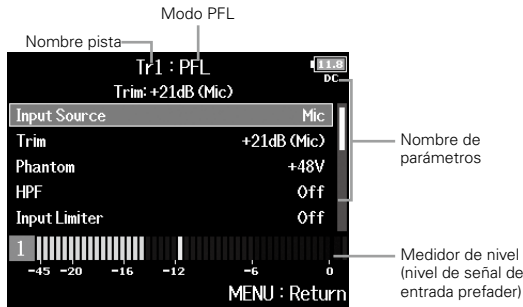 Modo PFL
Nombre pista
Tr1 : PFL
11.8
DC
Trim: +21dB (Mic)
Input Source Mic
Trim +21dB (Mic)
Phantom +48V
HPF Off
Input Limiter Off
Nombre de
parámetros
1
-45 -20 -16 -12 -6 0
MENU : Return
Medidor de nivel
(nivel de señal de
entrada prefader)